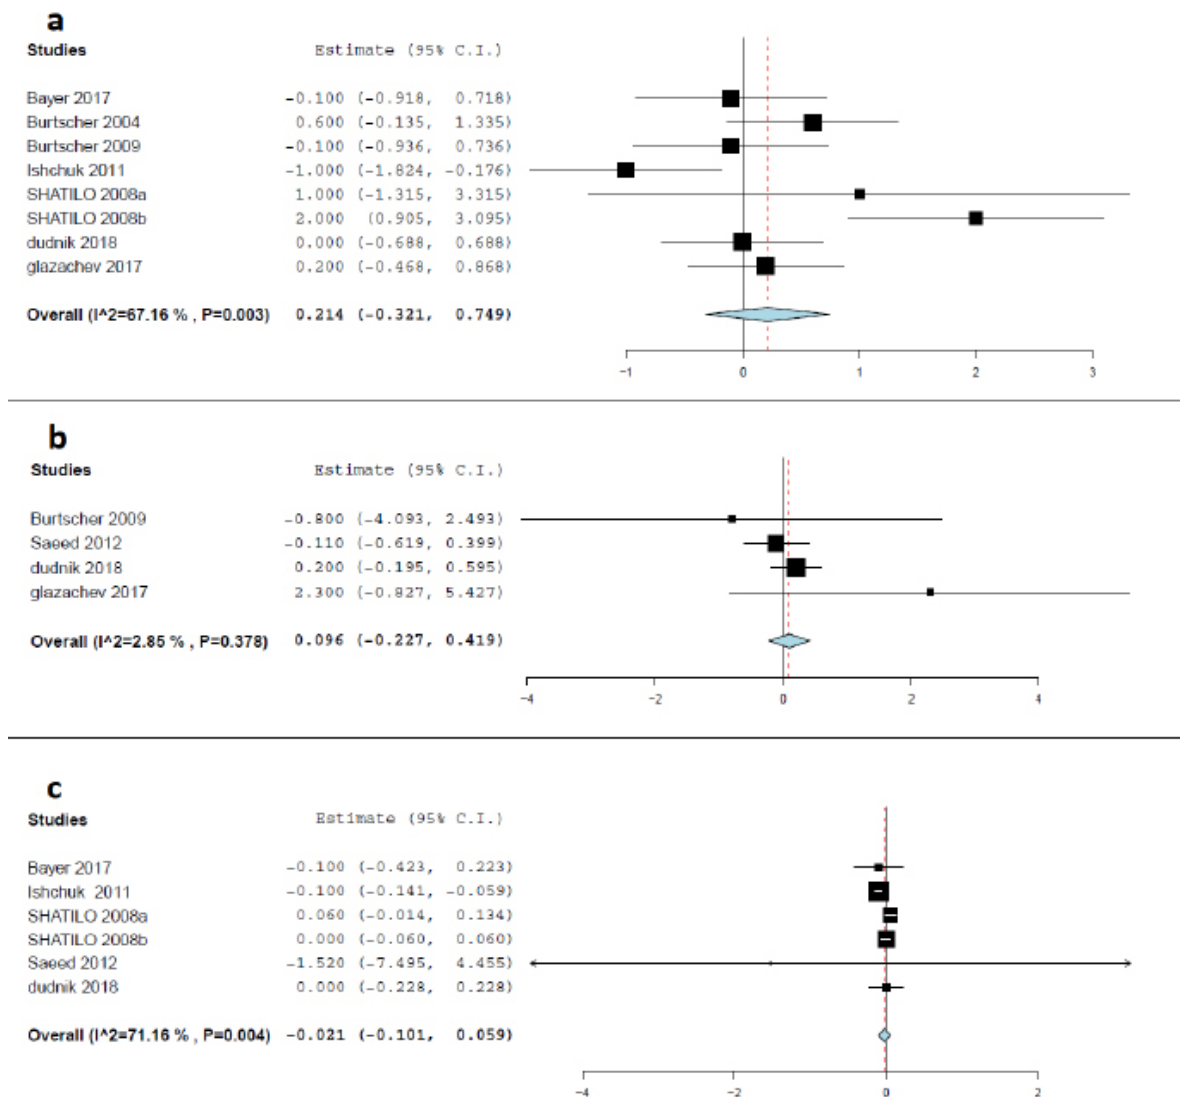 a
Studies Estimate (95% C.I.)
Bayer 2017 -0.100 (-0.918, 0.718)
Burtscher 2004 0.600 (-0.135, 1.335)
Burtscher 2009 -0.100 (-0.936, 0.736)
Ishchuk 2011 -1.000 (-1.824, -0.176)
SHATILO 2008a 1.000 (-1.315, 3.315)
SHATILO 2008b 2.000 (0.905, 3.095)
dudnik 2018 0.000 (-0.688, 0.688)
glazachev 2017 0.200 (-0.468, 0.868)
Overall (I^2=67.16 % , P=0.003) 0.214 (-0.321, 0.749)
-1 0 1 2 3
b
Studies Estimate (95% C.I.)
Burtscher 2009 -0.800 (-4.093, 2.493)
Saeed 2012 -0.110 (-0.619, 0.399)
dudnik 2018 0.200 (-0.195, 0.595)
glazachev 2017 2.300 (-0.827, 5.427)
Overall (I^2=2.85 % , P=0.378) 0.096 (-0.227, 0.419)
-4 -2 0 2 4
c
Studies Estimate (95% C.I.)
Bayer 2017 -0.100 (-0.423, 0.223)
Ishchuk 2011 -0.100 (-0.141, -0.059)
SHATILO 2008a 0.060 (-0.014, 0.134)
SHATILO 2008b 0.000 (-0.060, 0.060)
Saeed 2012 -1.520 (-7.495, 4.455)
dudnik 2018 0.000 (-0.228, 0.228)
Overall (I^2=71.16 % , P=0.004) -0.021 (-0.101, 0.059)
-4 -2 0 2